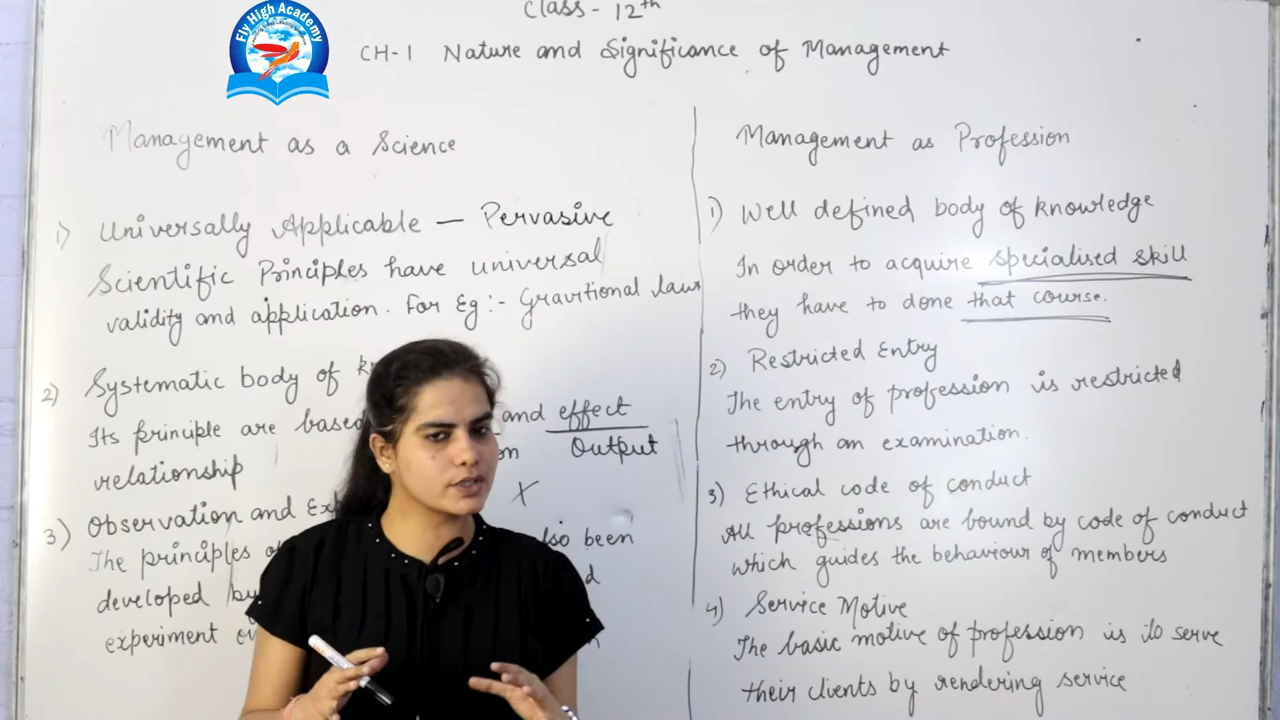 Class - 12th
Fly High Academy
CH-1 Nature and Significance of Management
Management as a Science
1) Universally Applicable — Pervasive
Scientific Principles have universal
validity and application. For Eg :- Gravitional laws
2) Systematic body of
Its principle are based and effect
relationship Output
3) Observation and
The principles been
developed by
experiment
Management as Profession
1) Well defined body of knowledge
In order to acquire specialised skill
they have to done that course.
2) Restricted Entry
The entry of profession is restricted
through an examination.
3) Ethical code of conduct
All professions are bound by code of conduct
which guides the behaviour of members
4) Service Motive
The basic motive of profession is to serve
their clients by rendering service